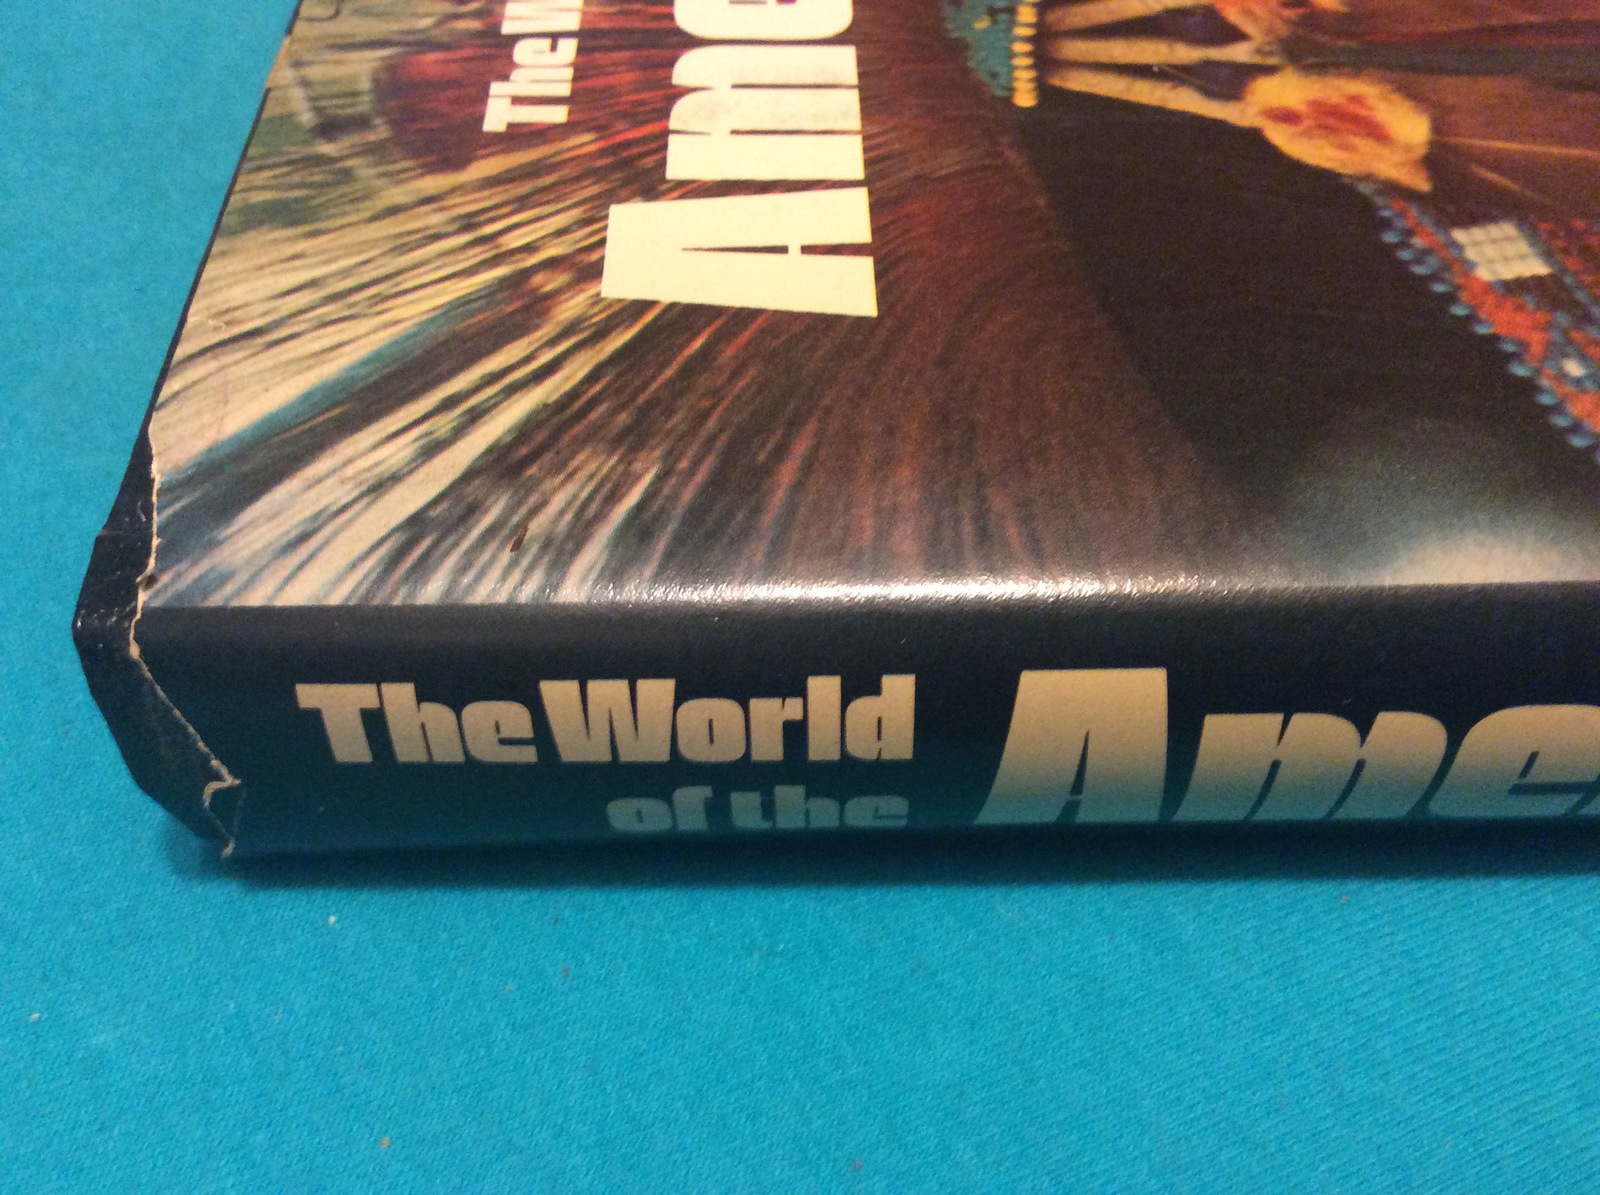 The W
Ame
The World
of the
Ame